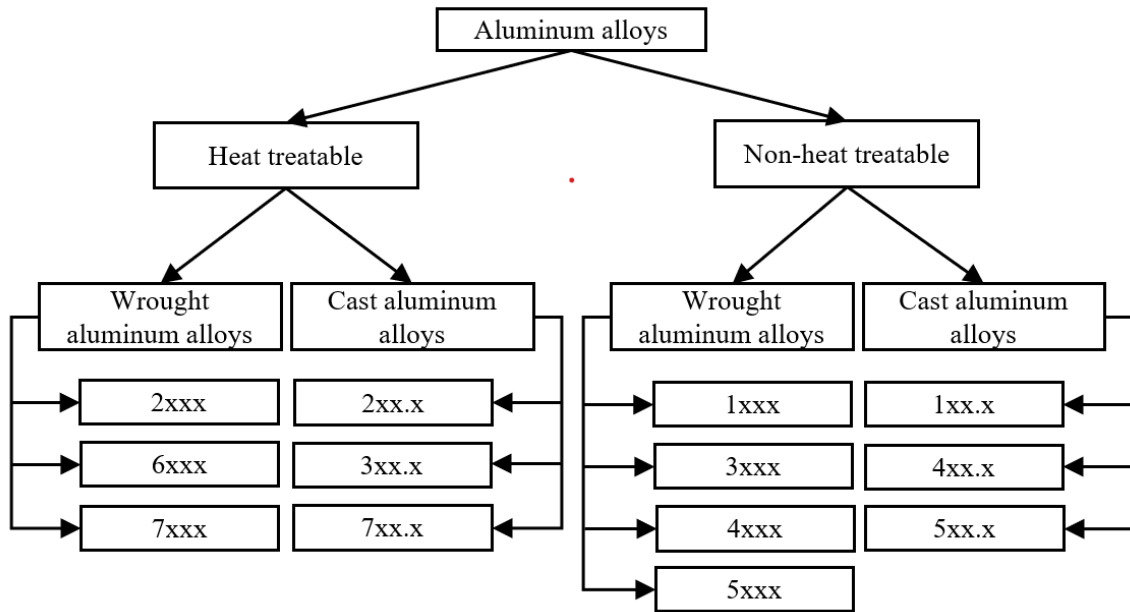 Aluminum alloys
Heat treatable
Non-heat treatable
Wrought
aluminum alloys
Cast aluminum
alloys
Wrought
aluminum alloys
Cast aluminum
alloys
2xxx
2xx.x
6xxx
3xx.x
7xxx
7xx.x
1xxx
1xx.x
3xxx
4xx.x
4xxx
5xx.x
5xxx